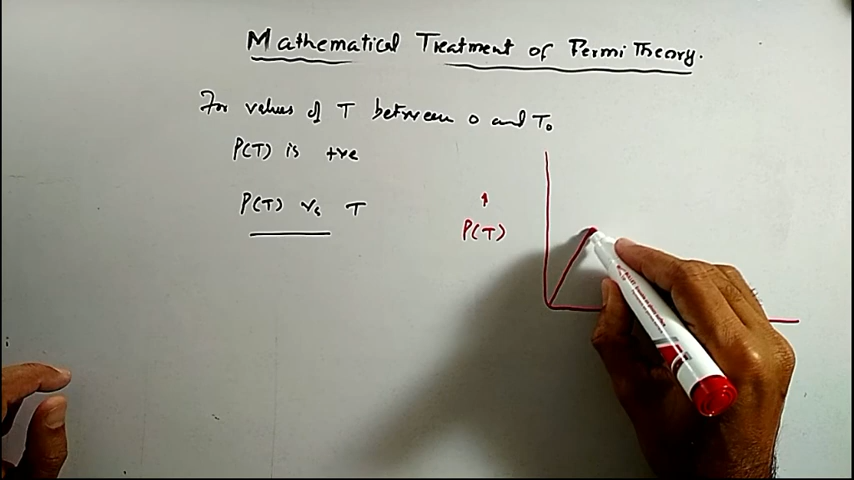 Mathematical Treatment of Fermi Theory.
For values of T between 0 and T₀
P(T) is +ve
P(T) vs T
↑
P(T)